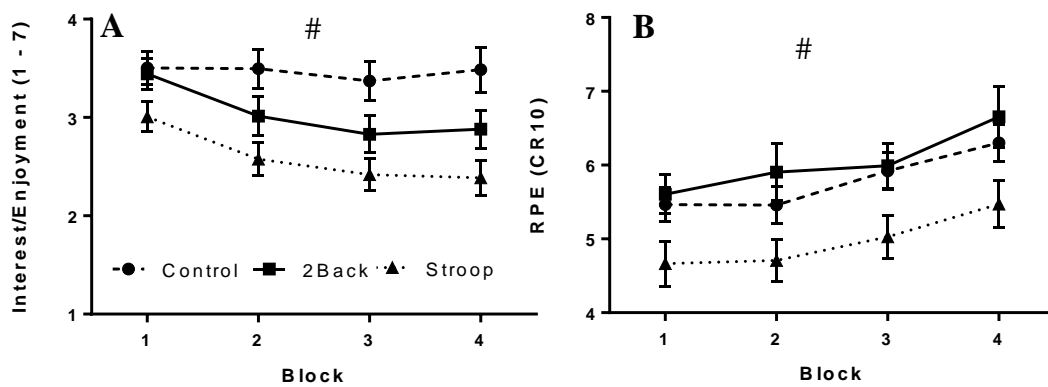 A
#
Interest/Enjoyment (1 - 7)
4
3
2
1
Control
2Back
Stroop
1 2 3 4
Block
B
#
RPE (CR10)
8
7
6
5
4
1 2 3 4
Block